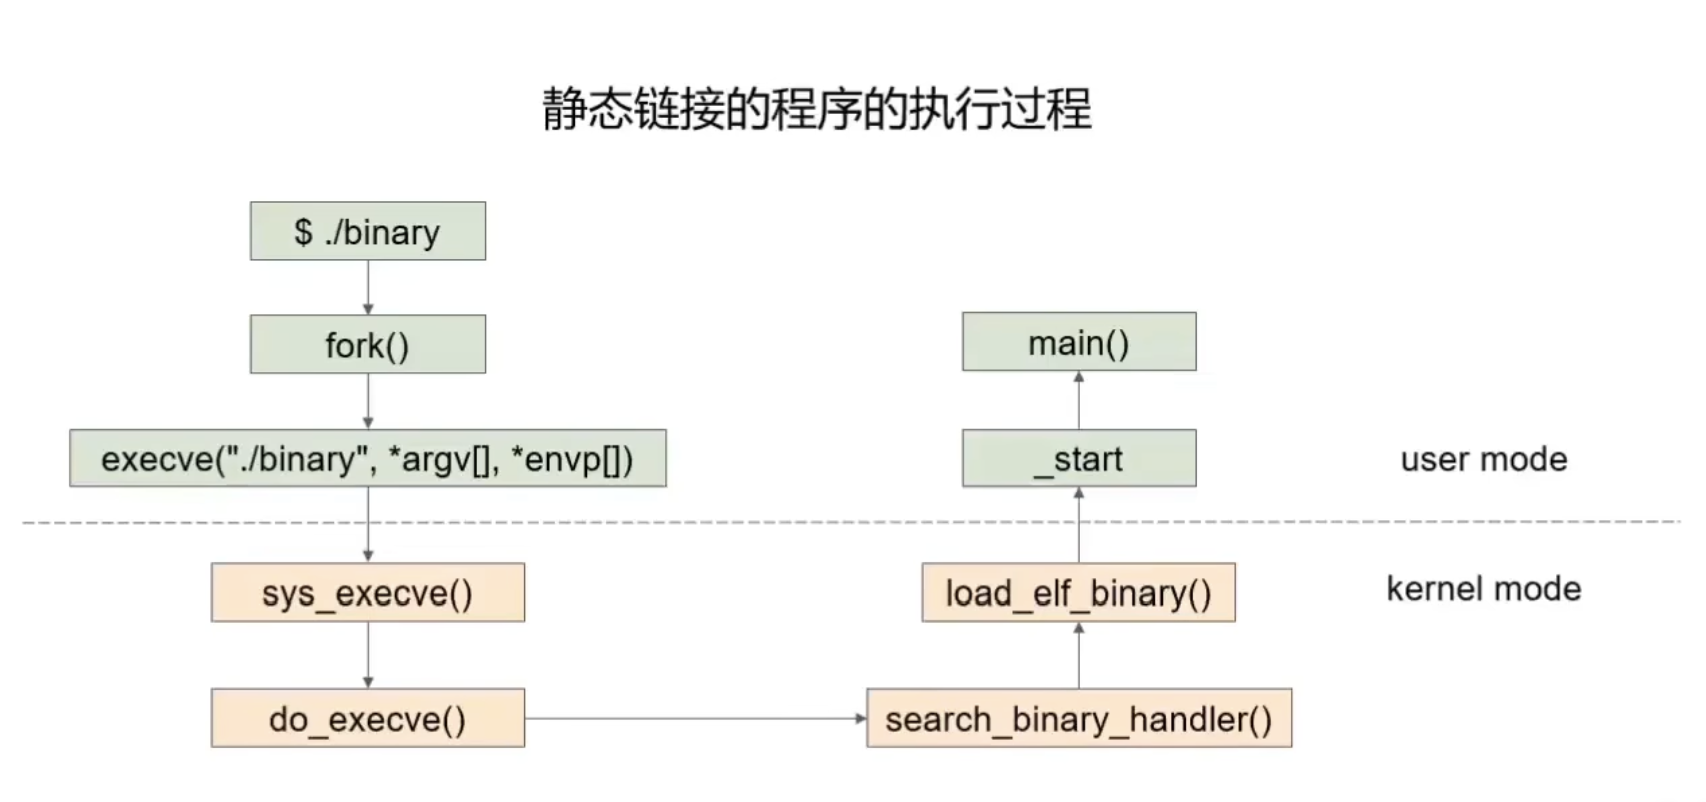 静态链接的程序的执行过程
$ ./binary
fork()
execve("./binary", *argv[], *envp[])
sys_execve()
do_execve()
search_binary_handler()
load_elf_binary()
_start
main()
user mode
kernel mode